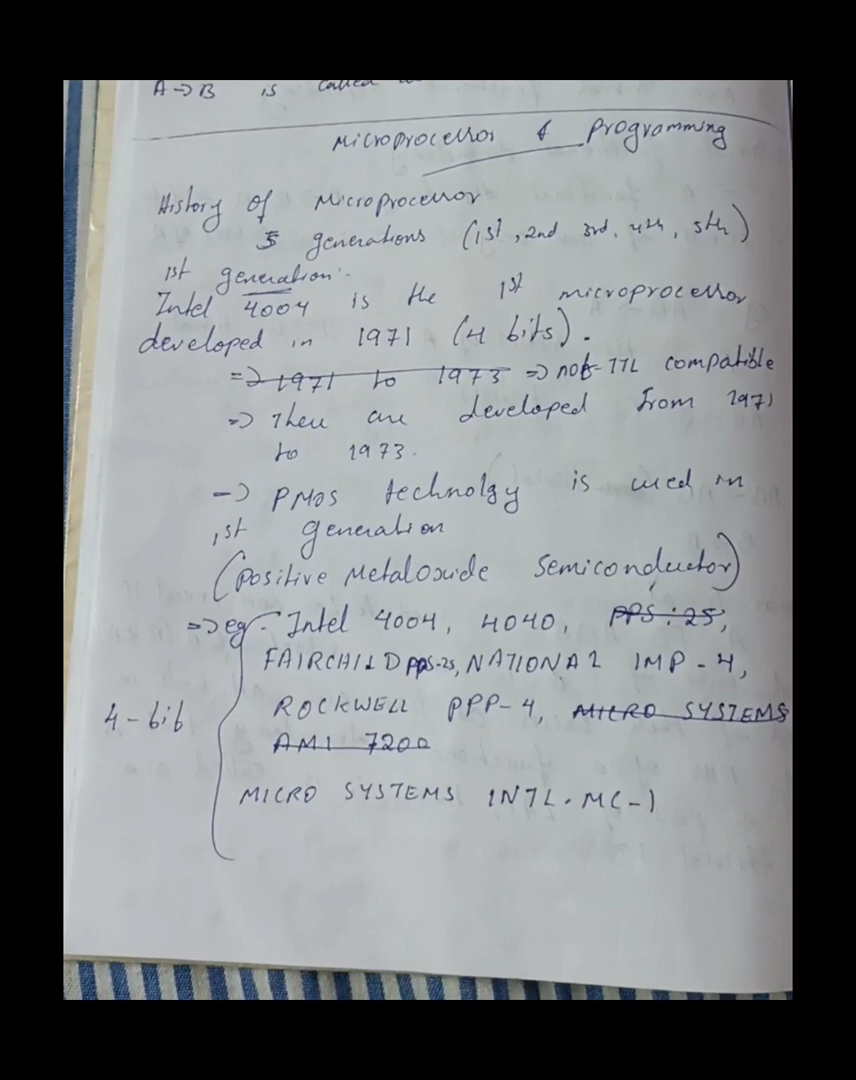 A → B is called
Microprocessor & Programming
History of Microprocessor
5 generations (1st, 2nd 3rd, 4th, 5th)
1st generation:-
Intel 4004 is the 1st microprocessor
developed in 1971 (4 bits).
=> 1971 to 1973 => not TTL compatible
=> These are developed from 1971
to 1973.
-> PMOS technolgy is used in
1st generation
(Positive Metaloxide Semiconductor)
=> eg:- Intel 4004, 4040, PPS:25,
FAIRCHILD PPS-25, NATIONAL IMP-4,
4-bit ROCKWELL PPP-4, MICRO SYSTEMS
AMI 7200
MICRO SYSTEMS INTL. MC-1